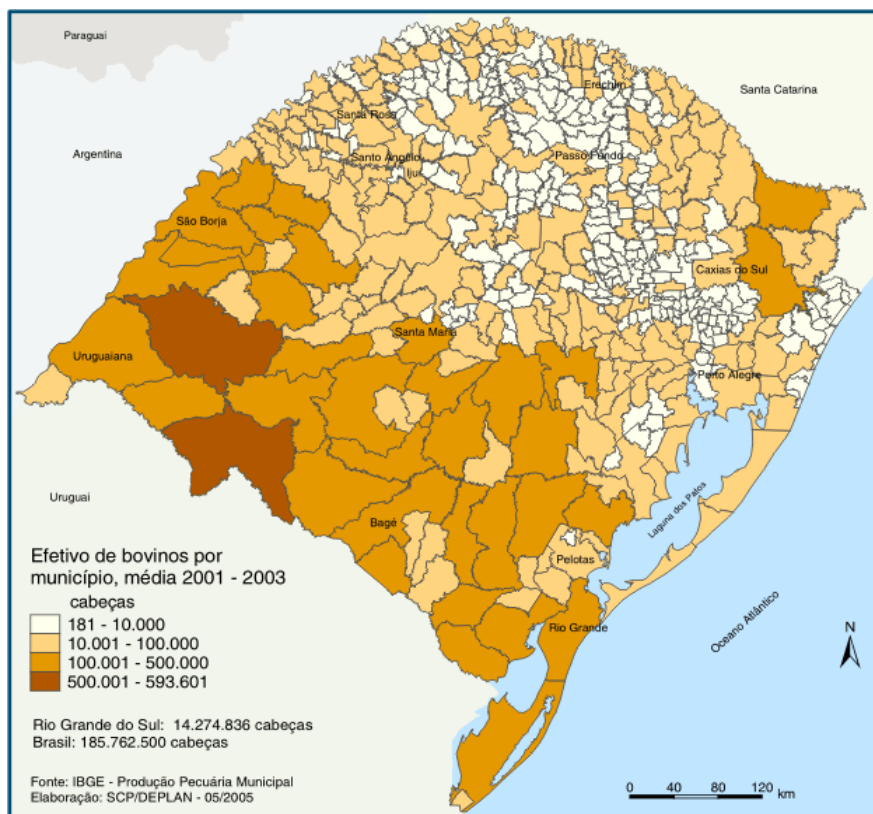 Paraguai
Santa Catarina
Argentina
Erechim
Santa Rosa
Santo Ângelo
Ijuí
Passo Fundo
São Borja
Caxias do Sul
Santa Maria
Uruguaiana
Porto Alegre
Uruguai
Laguna dos Patos
Bagé
Pelotas
Rio Grande
Oceano Atlântico
N
Efetivo de bovinos por
município, média 2001 - 2003
cabeças
181 - 10.000
10.001 - 100.000
100.001 - 500.000
500.001 - 593.601
Rio Grande do Sul: 14.274.836 cabeças
Brasil: 185.762.500 cabeças
Fonte: IBGE - Produção Pecuária Municipal
Elaboração: SCP/DEPLAN - 05/2005
0 40 80 120 km